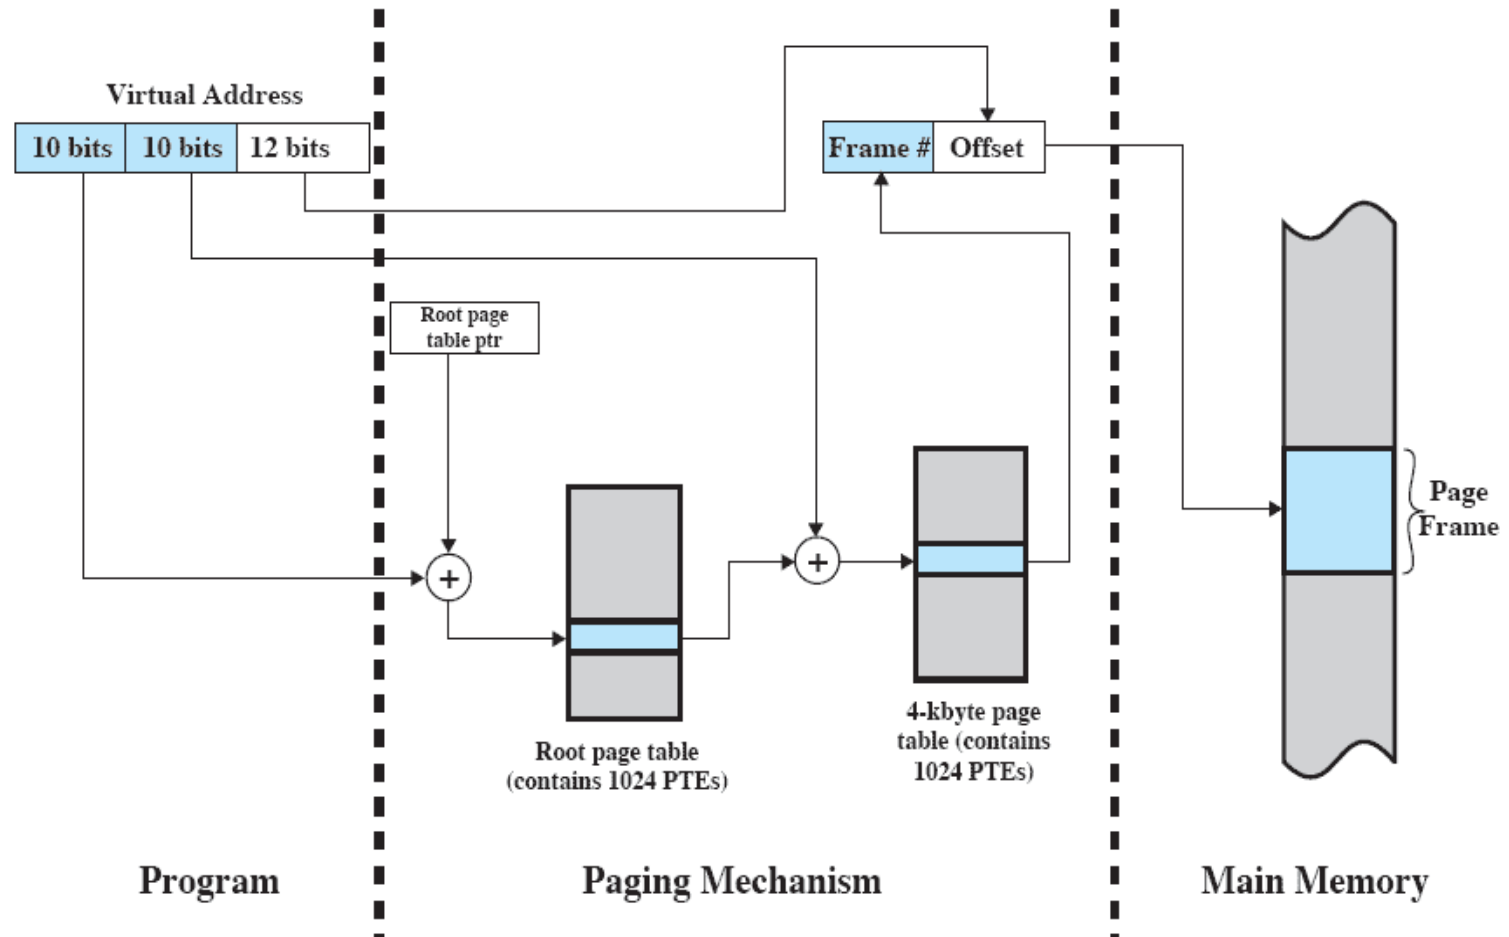 Virtual Address
10 bits 10 bits 12 bits
Frame # Offset
Root page
table ptr
+
+
Page
Frame
Root page table
(contains 1024 PTEs)
4-kbyte page
table (contains
1024 PTEs)
Program
Paging Mechanism
Main Memory